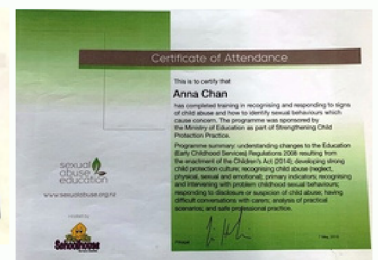 Certificate of Attendance
This is to certify that
Anna Chan
has completed training in recognising and responding to signs
of child abuse and how to identify sexual behaviours which
cause concern. The programme was sponsored by
the Ministry of Education as part of Strengthening Child
Protection Practice.
Programme summary: understanding changes to the Education
(Early Childhood Services) Regulations 2008 resulting from
the enactment of the Children's Act (2014); developing strong
child protection culture; recognising child abuse (neglect,
physical, sexual and emotional); primary indicators; recognising
and intervening with problem childhood sexual behaviours;
responding to disclosure or suspicion of child abuse, having
difficult conversations with carers; analysis of practical
scenarios; and safe professional practice.
sexual
abuse
education
hosted by
Schoolhouse